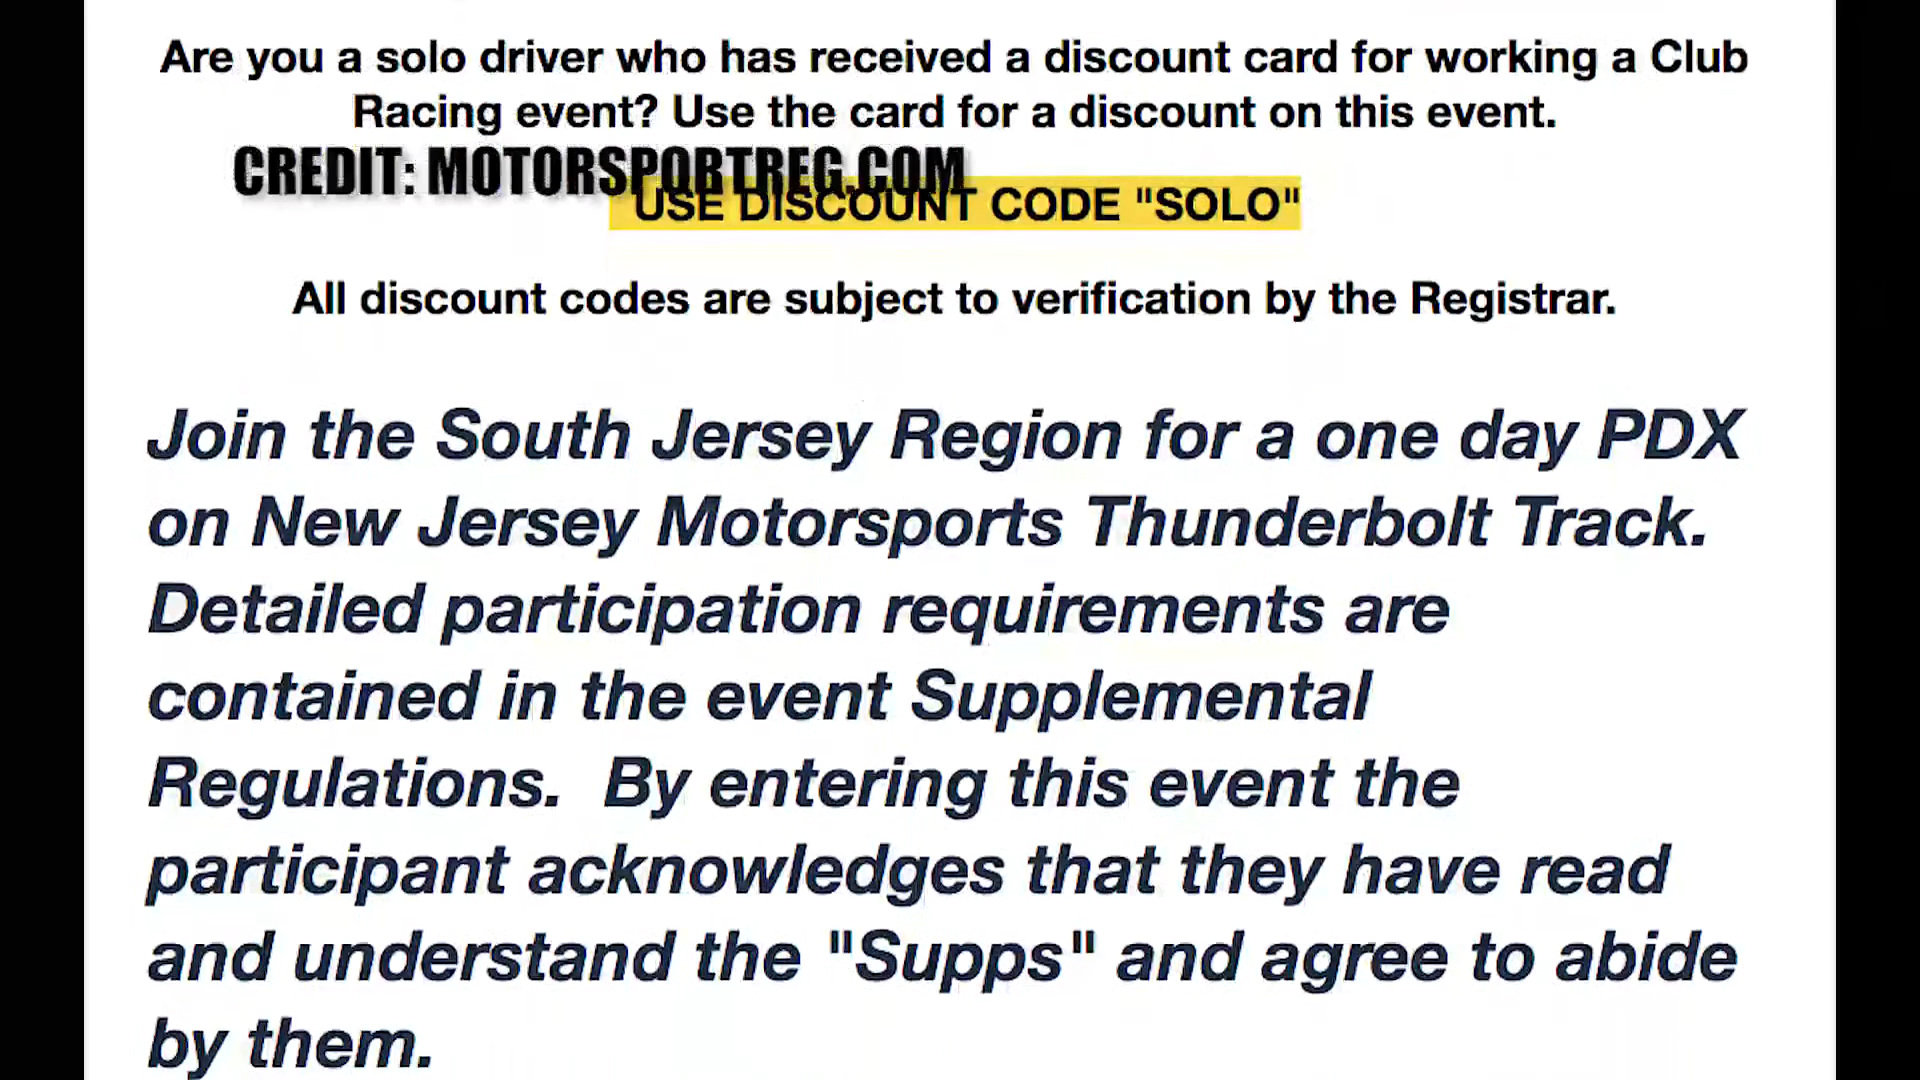 Are you a solo driver who has received a discount card for working a Club
Racing event? Use the card for a discount on this event.
CREDIT: MOTORSPORTREG.COM
USE DISCOUNT CODE "SOLO"
All discount codes are subject to verification by the Registrar.
Join the South Jersey Region for a one day PDX
on New Jersey Motorsports Thunderbolt Track.
Detailed participation requirements are
contained in the event Supplemental
Regulations.  By entering this event the
participant acknowledges that they have read
and understand the "Supps" and agree to abide
by them.